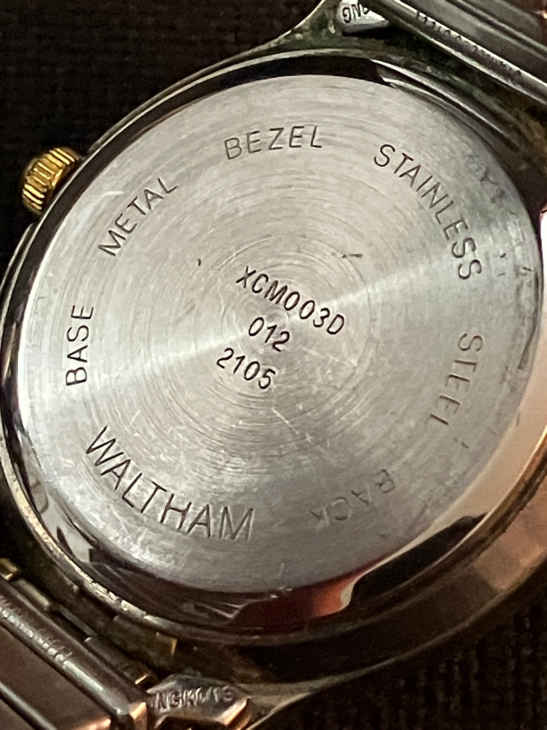 BASE METAL BEZEL STAINLESS STEEL BACK
XCM003D
012
2105
WALTHAM